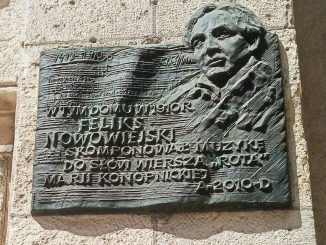 W TYM DOMU W 1910 R.
FELIKS
NOWOWIEJSKI
SKOMPONOWAŁ MUZYKĘ
DO SŁÓW WIERSZA „ROTA"
MARII KONOPNICKIEJ
A-2010-D